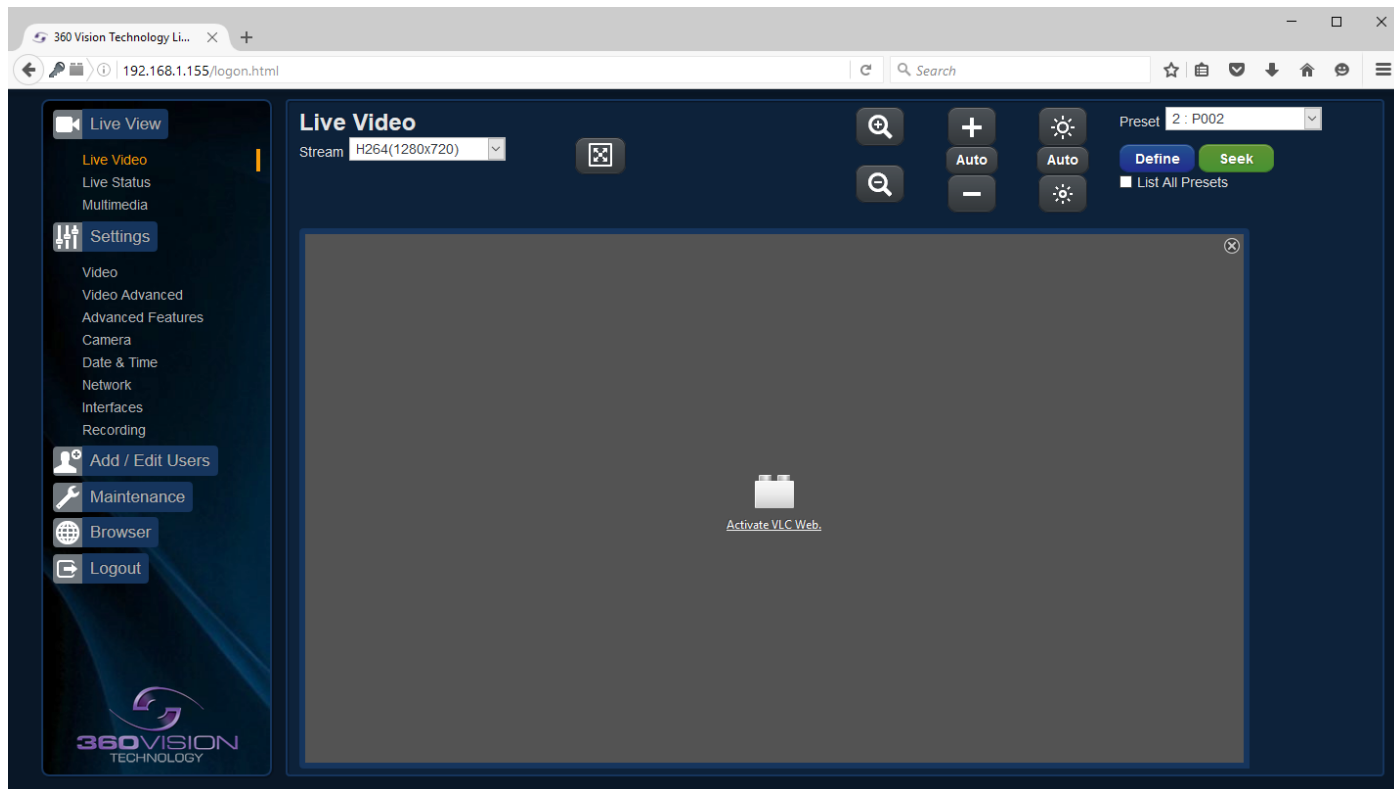 360 Vision Technology Li...
192.168.1.155/logon.html
Search
Live View
Live Video
Live Status
Multimedia
Settings
Video
Video Advanced
Advanced Features
Camera
Date & Time
Network
Interfaces
Recording
Add / Edit Users
Maintenance
Browser
Logout
360VISION
TECHNOLOGY
Live Video
Stream H264(1280x720)
Auto
Auto
Preset 2 : P002
Define Seek
List All Presets
Activate VLC Web.